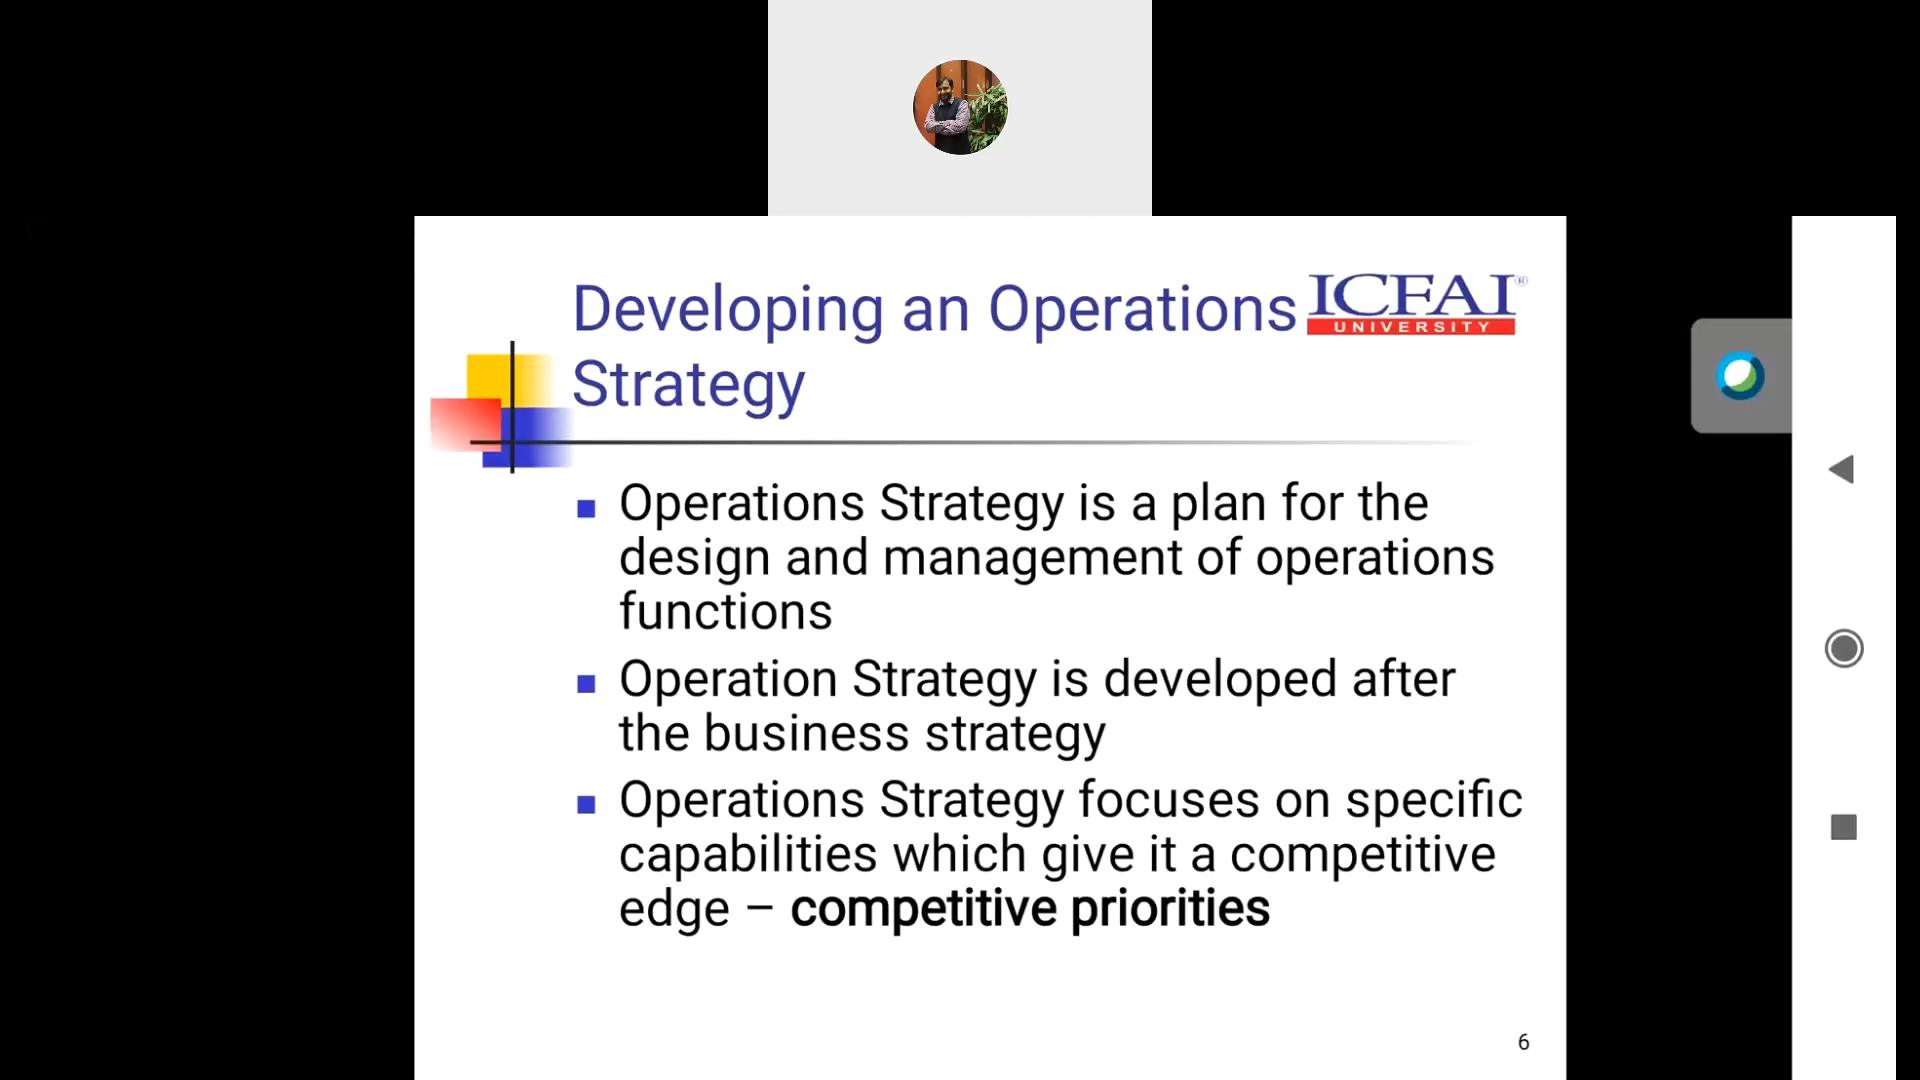 Developing an Operations
Strategy
ICFAI®
UNIVERSITY
Operations Strategy is a plan for the
design and management of operations
functions
Operation Strategy is developed after
the business strategy
Operations Strategy focuses on specific
capabilities which give it a competitive
edge – competitive priorities
6